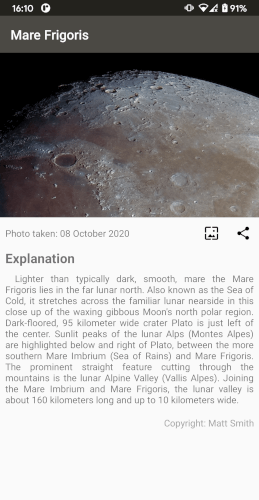 16:10 91%
Mare Frigoris
Photo taken: 08 October 2020
Explanation
Lighter than typically dark, smooth, mare the Mare
Frigoris lies in the far lunar north. Also known as the Sea of
Cold, it stretches across the familiar lunar nearside in this
close up of the waxing gibbous Moon's north polar region.
Dark-floored, 95 kilometer wide crater Plato is just left of
the center. Sunlit peaks of the lunar Alps (Montes Alpes)
are highlighted below and right of Plato, between the more
southern Mare Imbrium (Sea of Rains) and Mare Frigoris.
The prominent straight feature cutting through the
mountains is the lunar Alpine Valley (Vallis Alpes). Joining
the Mare Imbrium and Mare Frigoris, the lunar valley is
about 160 kilometers long and up to 10 kilometers wide.
Copyright: Matt Smith